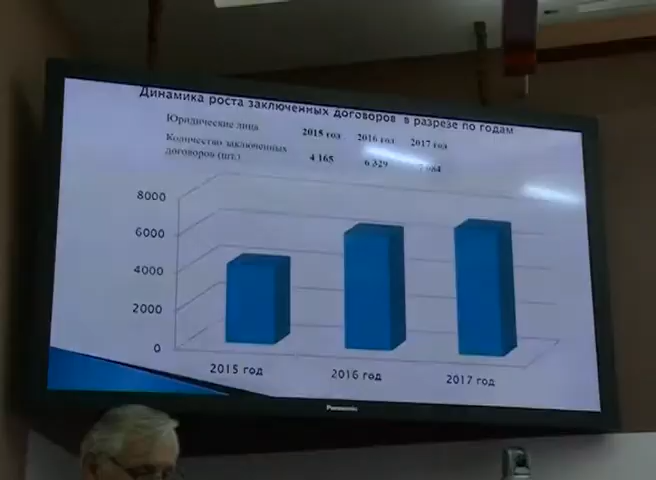 Динамика роста заключенных договоров в разрезе по годам
Юридические лица 2015 год 2016 год 2017 год
Количество заключенных
договоров (шт.) 4 165 6 329
8000
6000
4000
2000
0
2015 год 2016 год 2017 год
Panasonic